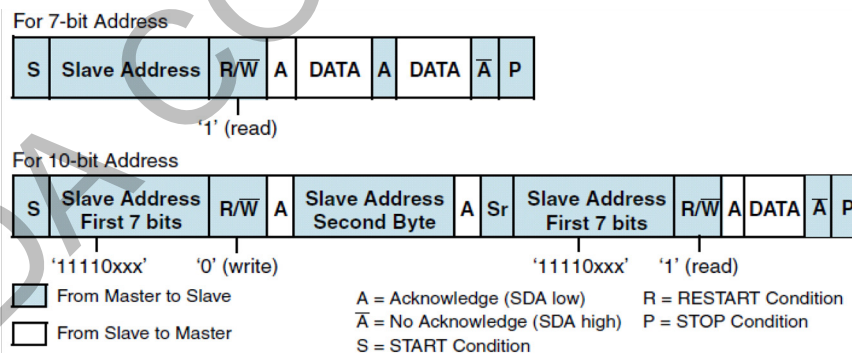 For 7-bit Address
S Slave Address R/W̅ A DATA A DATA A̅ P
‘1’ (read)
For 10-bit Address
S Slave Address First 7 bits R/W̅ A Slave Address Second Byte A Sr Slave Address First 7 bits R/W̅ A DATA A̅ P
‘11110xxx’ ‘0’ (write) ‘11110xxx’ ‘1’ (read)
From Master to Slave
From Slave to Master
A = Acknowledge (SDA low)
A̅ = No Acknowledge (SDA high)
S = START Condition
R = RESTART Condition
P = STOP Condition